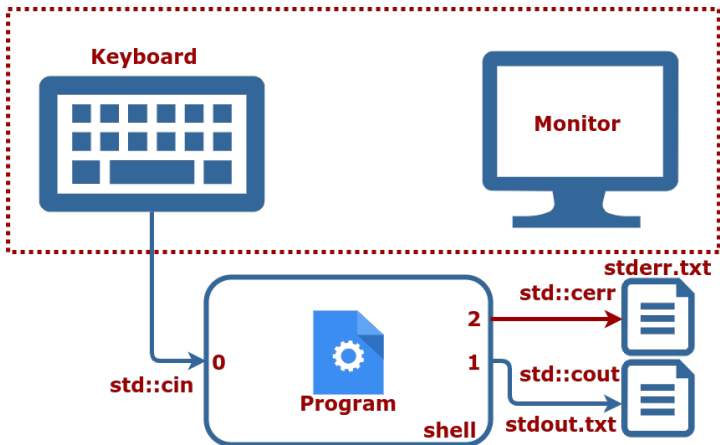 Keyboard
Monitor
stderr.txt
std::cerr
2
0
1
std::cin
std::cout
Program
stdout.txt
shell